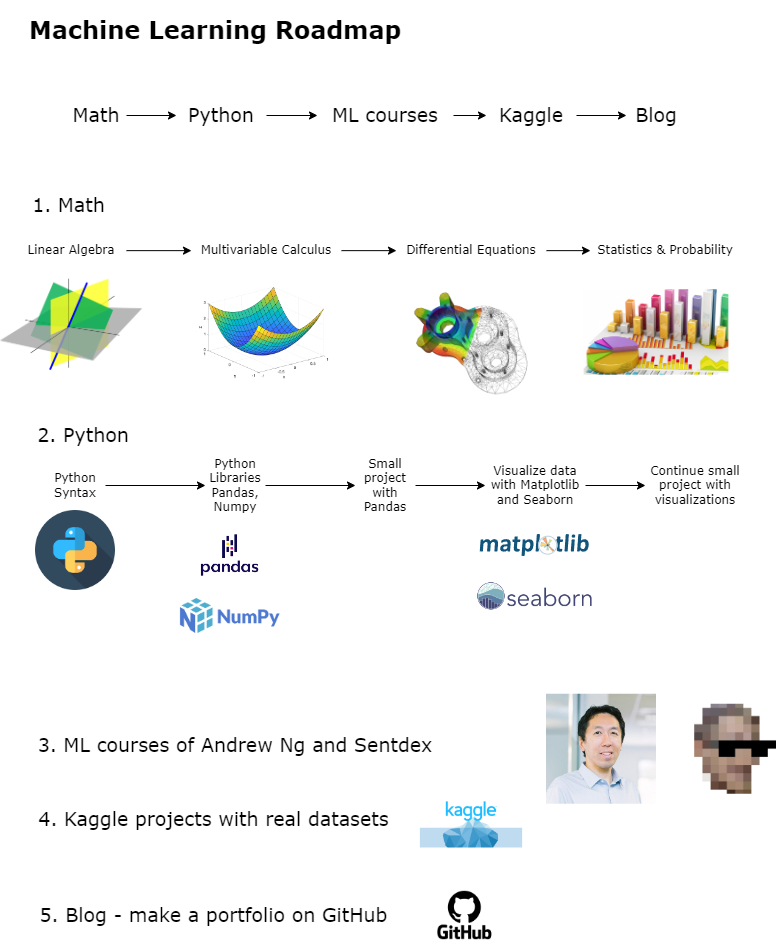 Machine Learning Roadmap
Math Python ML courses Kaggle Blog
1. Math
Linear Algebra Multivariable Calculus Differential Equations Statistics & Probability
2. Python
Python
Syntax
Python
Libraries
Pandas,
Numpy
Small
project
with
Pandas
Visualize data
with Matplotlib
and Seaborn
Continue small
project with
visualizations
pandas
NumPy
matplotlib
seaborn
3. ML courses of Andrew Ng and Sentdex
4. Kaggle projects with real datasets
kaggle
5. Blog - make a portfolio on GitHub
GitHub